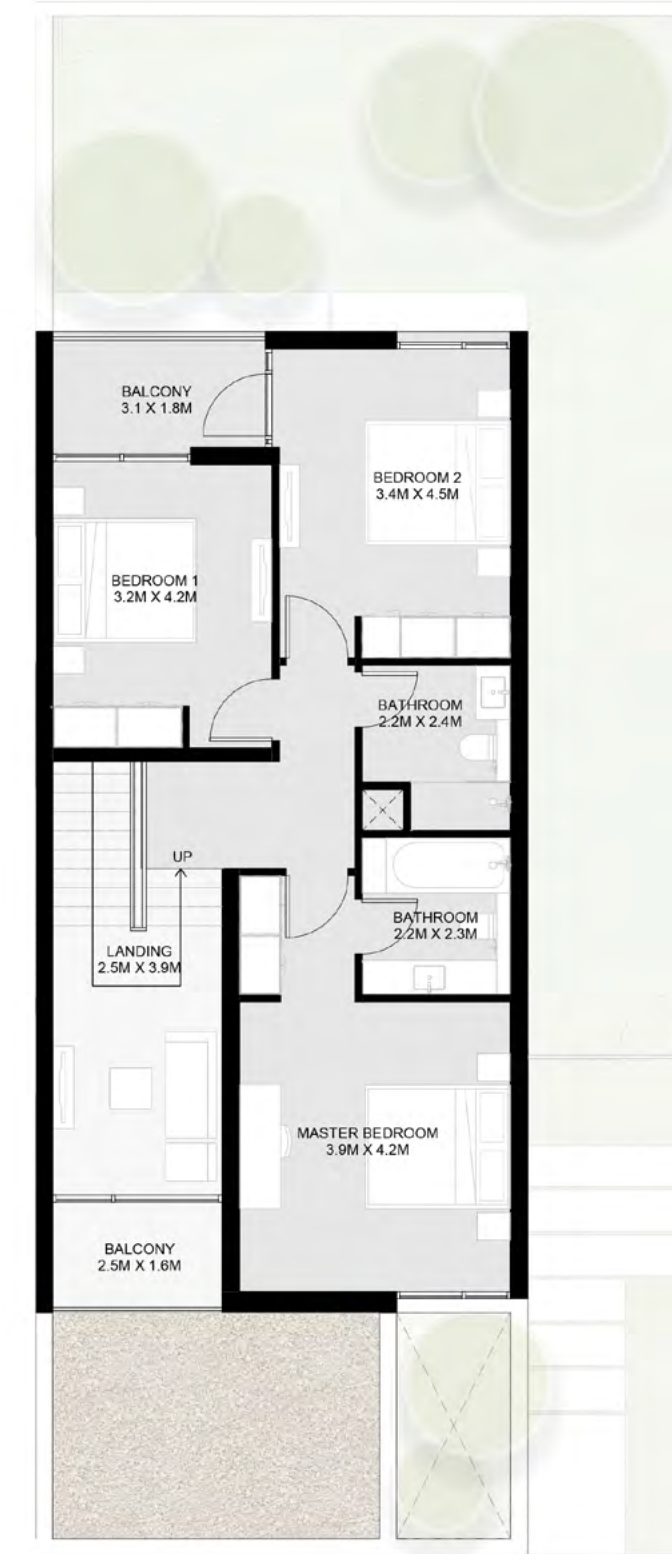 BALCONY
3.1 X 1.8M
BEDROOM 2
3.4M X 4.5M
BEDROOM 1
3.2M X 4.2M
BATHROOM
2.2M X 2.4M
UP
BATHROOM
2.2M X 2.3M
LANDING
2.5M X 3.9M
MASTER BEDROOM
3.9M X 4.2M
BALCONY
2.5M X 1.6M